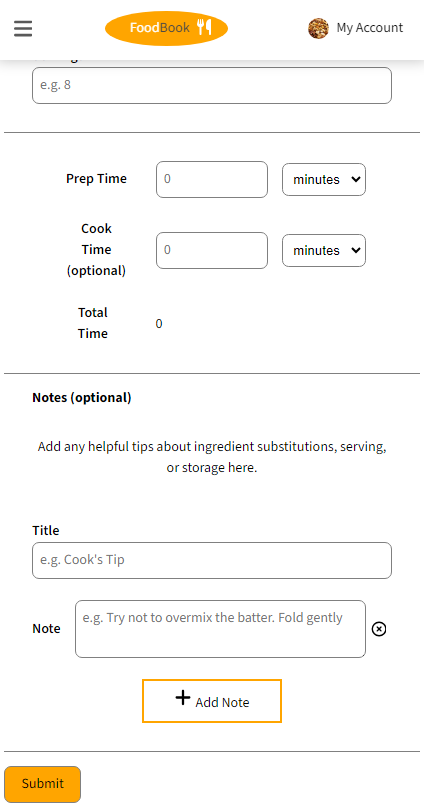 FoodBook
My Account
e.g. 8
Prep Time
0
minutes
Cook
Time
(optional)
0
minutes
Total
Time
0
Notes (optional)
Add any helpful tips about ingredient substitutions, serving,
or storage here.
Title
e.g. Cook's Tip
Note
e.g. Try not to overmix the batter. Fold gently
Add Note
Submit